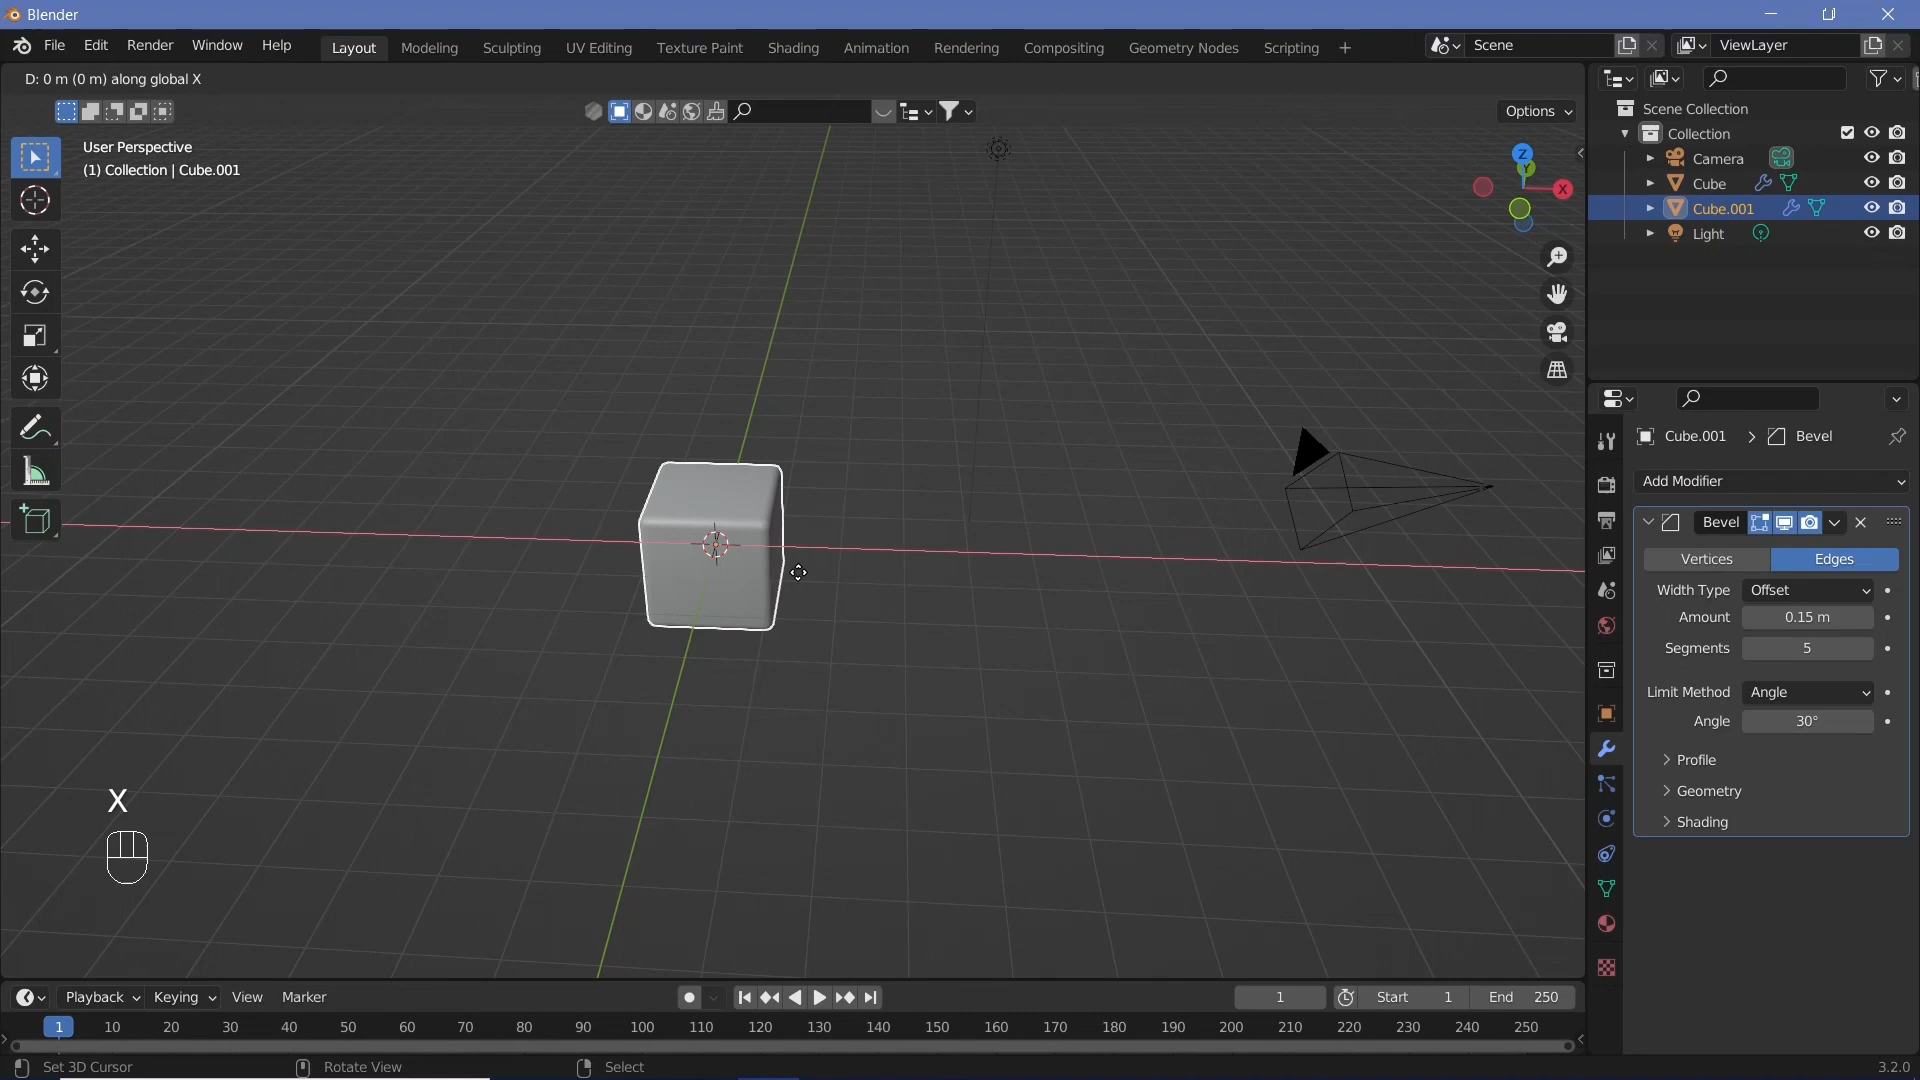 Blender
File Edit Render Window Help Layout Modeling Sculpting UV Editing Texture Paint Shading Animation Rendering Compositing Geometry Nodes Scripting + Scene ViewLayer
D: 0 m (0 m) along global X
Options
User Perspective
(1) Collection | Cube.001
Z
Y
X
Scene Collection
Collection
Camera
Cube
Cube.001
Light
Cube.001 > Bevel
Add Modifier
Bevel
Vertices Edges
Width Type Offset
Amount 0.15 m
Segments 5
Limit Method Angle
Angle 30°
Profile
Geometry
Shading
X
Playback Keying View Marker 1 Start 1 End 250
1 10 20 30 40 50 60 70 80 90 100 110 120 130 140 150 160 170 180 190 200 210 220 230 240 250
Set 3D Cursor Rotate View Select 3.2.0